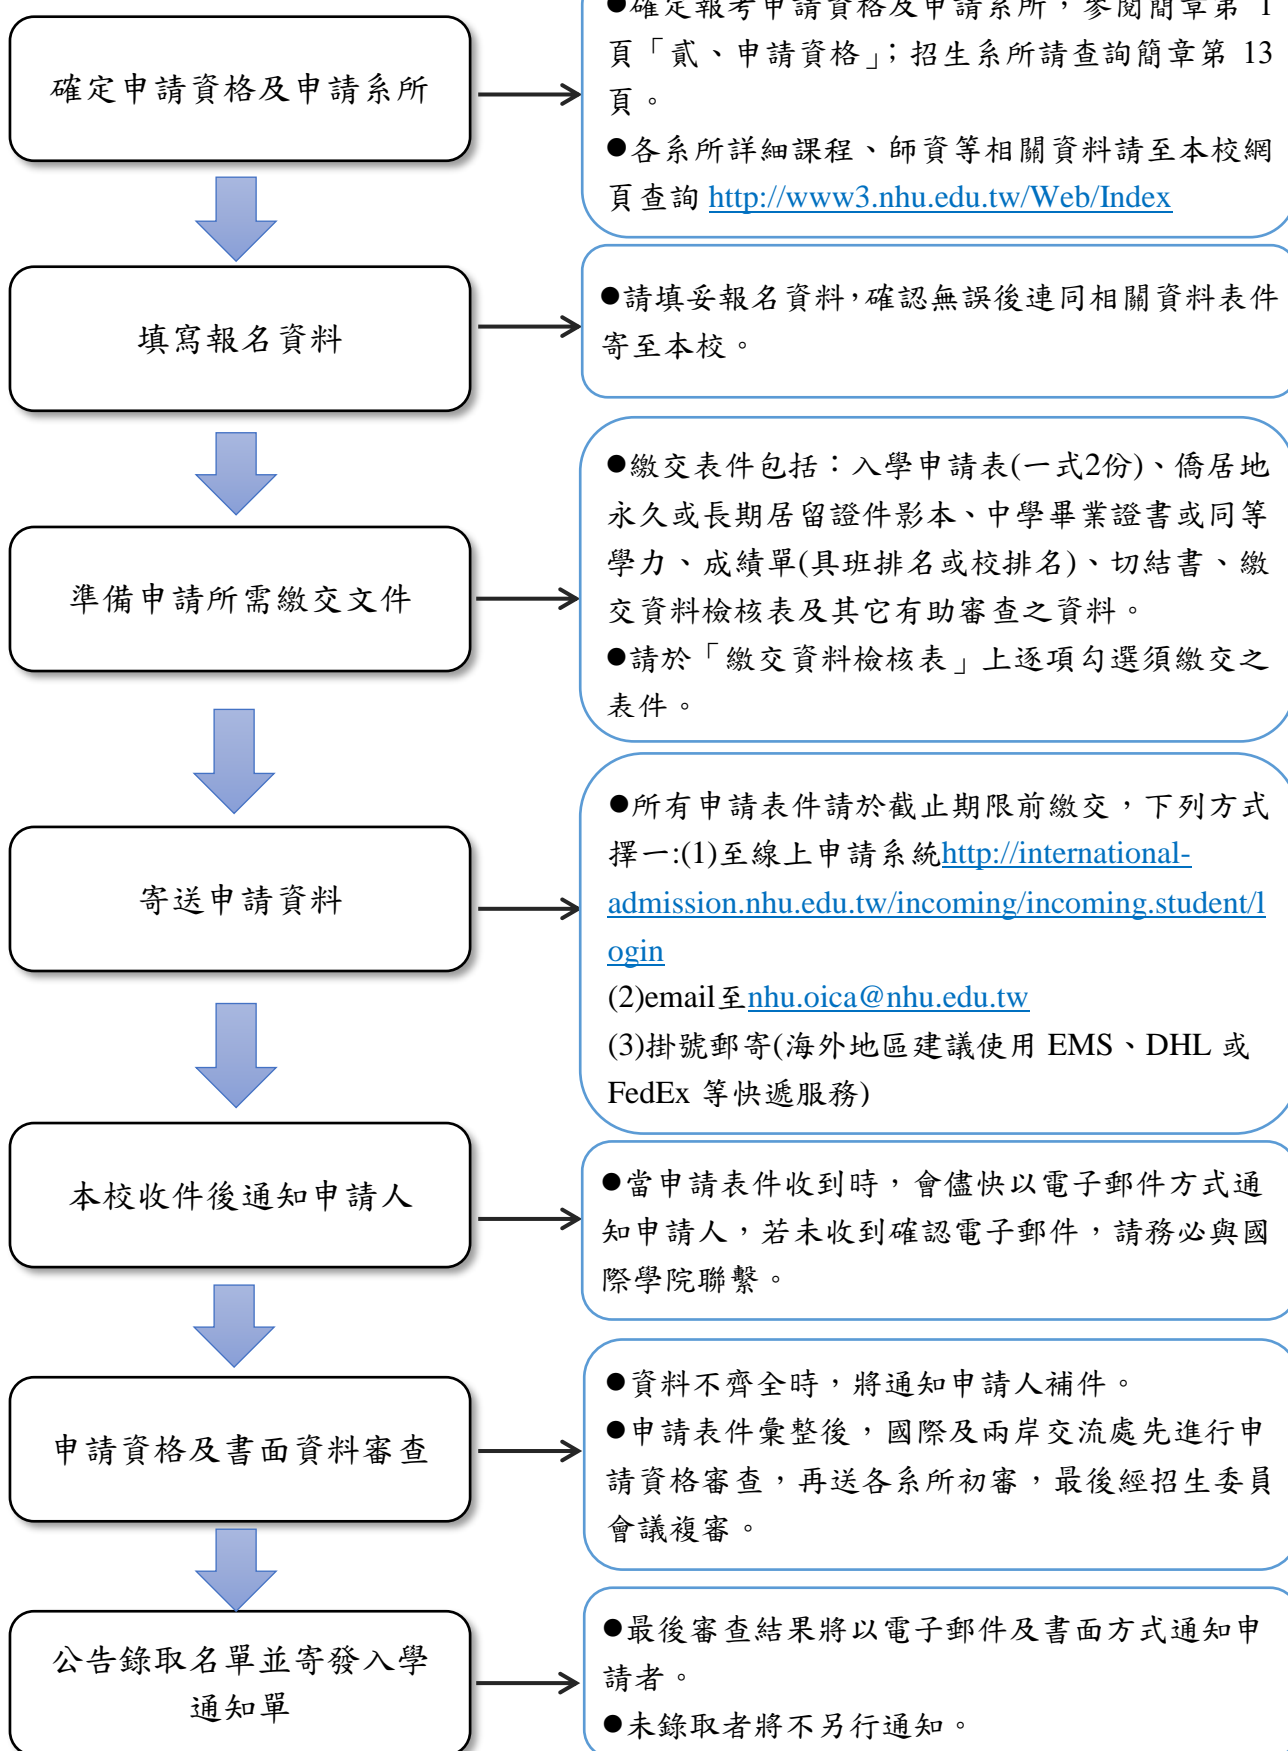 確定申請資格及申請系所
●確定報考申請資格及申請系所，參閱簡章第 1
頁「貳、申請資格」；招生系所請查詢簡章第 13
頁。
●各系所詳細課程、師資等相關資料請至本校網
頁查詢 http://www3.nhu.edu.tw/Web/Index
填寫報名資料
●請填妥報名資料，確認無誤後連同相關資料表件
寄至本校。
準備申請所需繳交文件
●繳交表件包括：入學申請表(一式2份)、僑居地
永久或長期居留證件影本、中學畢業證書或同等
學力、成績單(具班排名或校排名)、切結書、繳
交資料檢核表及其它有助審查之資料。
●請於「繳交資料檢核表」上逐項勾選須繳交之
表件。
寄送申請資料
●所有申請表件請於截止期限前繳交，下列方式
擇一:(1)至線上申請系統http://international-
admission.nhu.edu.tw/incoming/incoming.student/l
ogin
(2)email至nhu.oica@nhu.edu.tw
(3)掛號郵寄(海外地區建議使用 EMS、DHL 或
FedEx 等快遞服務)
本校收件後通知申請人
●當申請表件收到時，會儘快以電子郵件方式通
知申請人，若未收到確認電子郵件，請務必與國
際學院聯繫。
申請資格及書面資料審查
●資料不齊全時，將通知申請人補件。
●申請表件彙整後，國際及兩岸交流處先進行申
請資格審查，再送各系所初審，最後經招生委員
會議複審。
公告錄取名單並寄發入學
通知單
●最後審查結果將以電子郵件及書面方式通知申
請者。
●未錄取者將不另行通知。